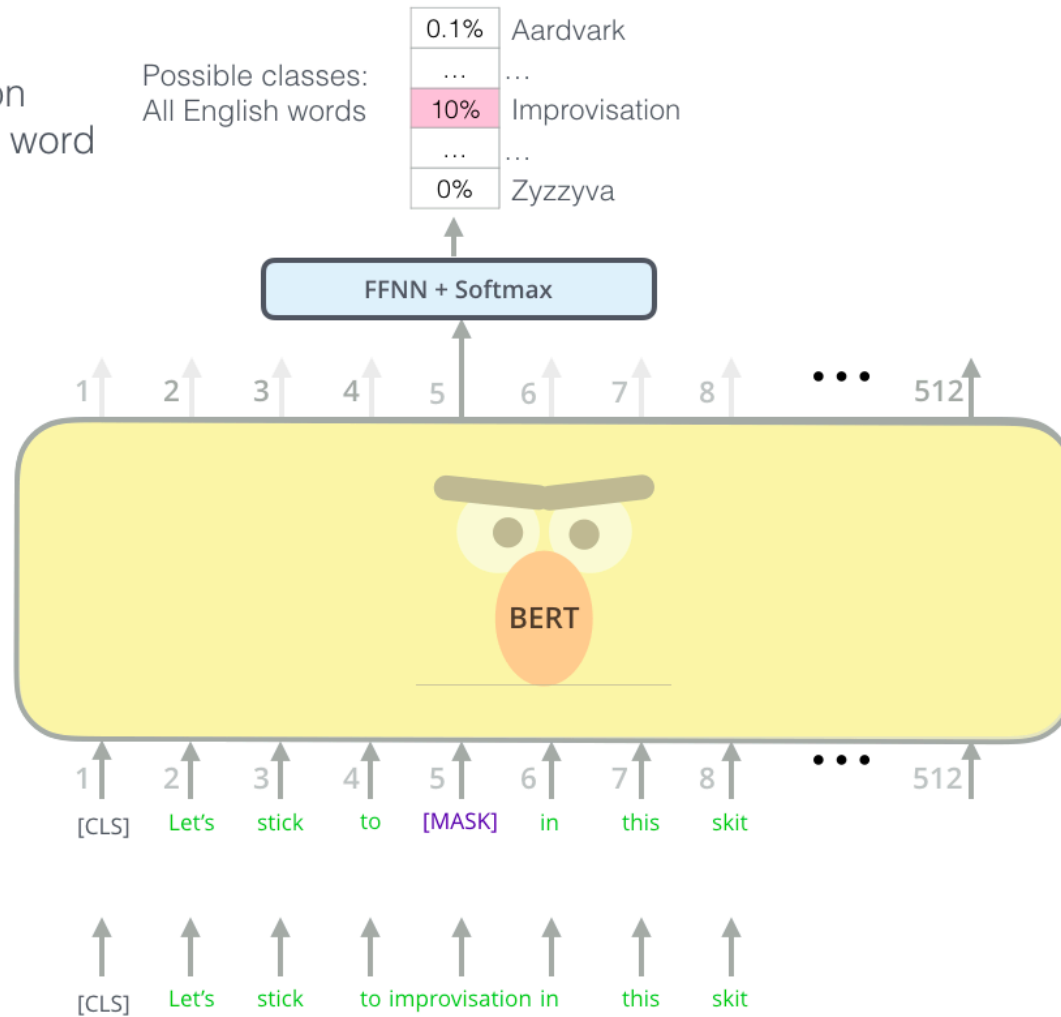 0.1% Aardvark
Possible classes:
... ...
on
All English words
10% Improvisation
word
... ...
0% Zyzzyva
FFNN + Softmax
1 2 3 4 5 6 7 8 ... 512
BERT
1 2 3 4 5 6 7 8 ... 512
[CLS] Let's stick to [MASK] in this skit
[CLS] Let's stick to improvisation in this skit